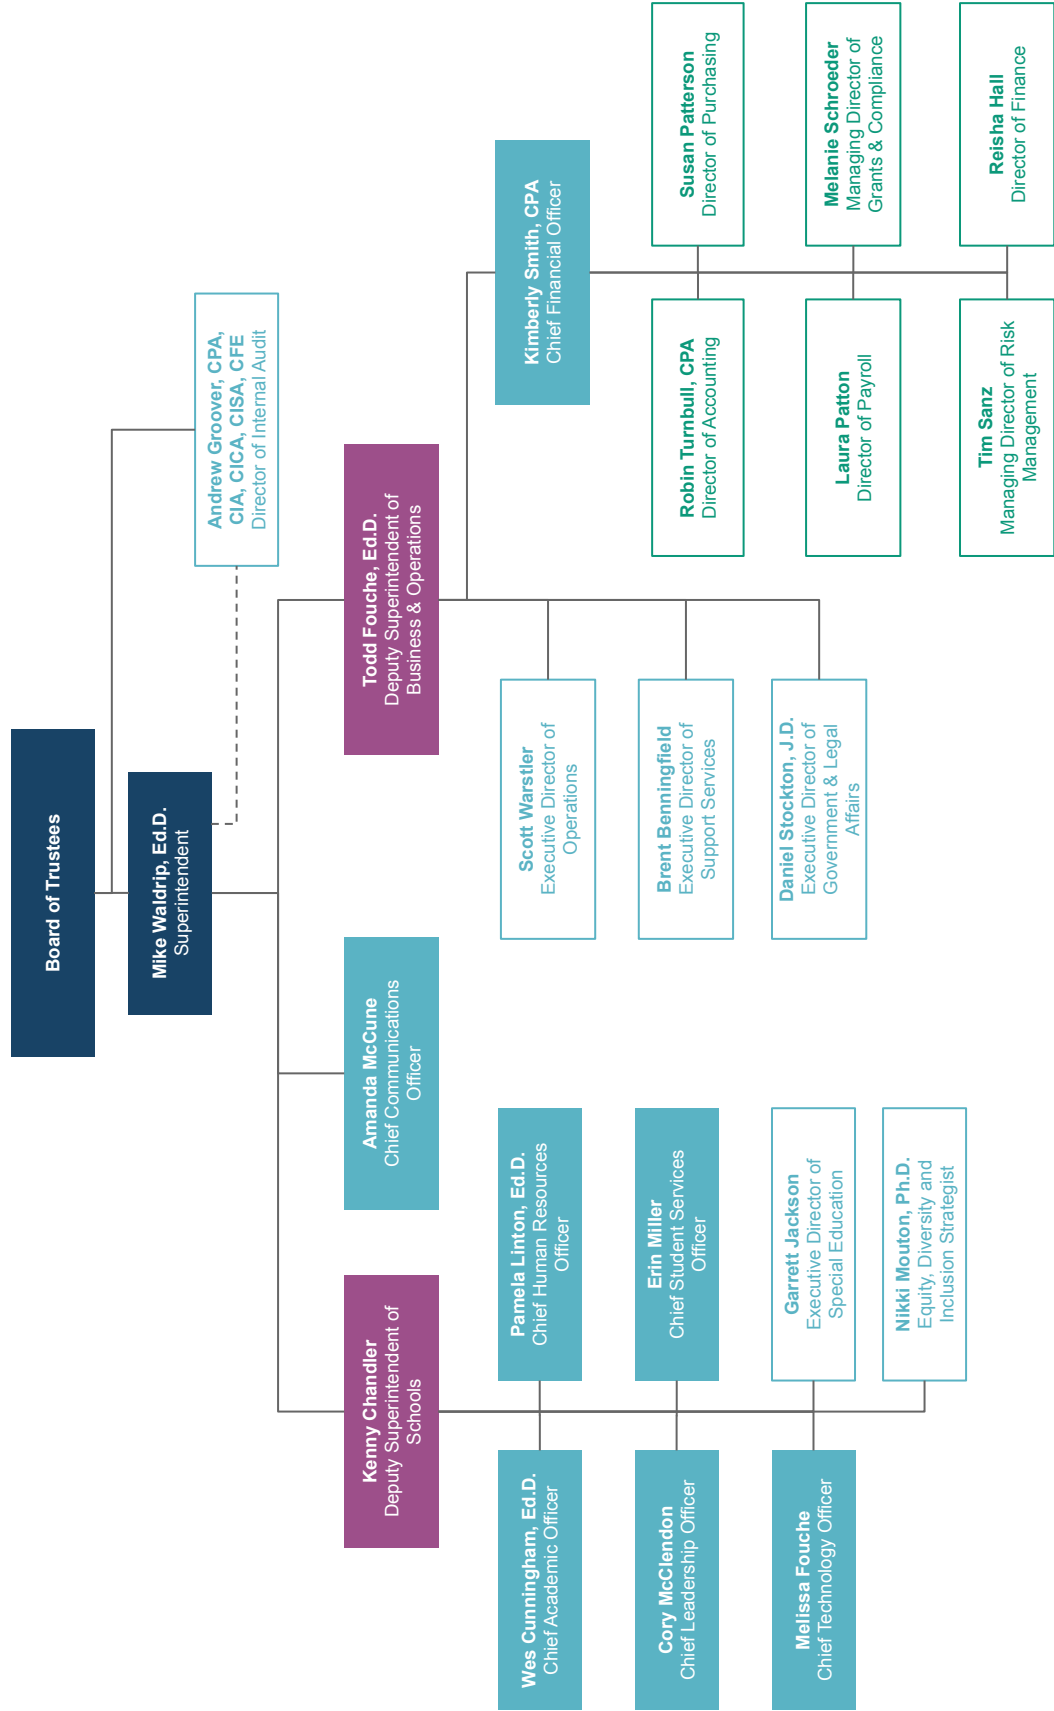 Board of Trustees
Mike Waldrip, Ed.D.
Superintendent
Andrew Groover, CPA,
CIA, CICA, CISA, CFE
Director of Internal Audit
Kenny Chandler
Deputy Superintendent of
Schools
Amanda McCune
Chief Communications
Officer
Todd Fouche, Ed.D.
Deputy Superintendent of
Business & Operations
Wes Cunningham, Ed.D.
Chief Academic Officer
Pamela Linton, Ed.D.
Chief Human Resources
Officer
Cory McClendon
Chief Leadership Officer
Erin Miller
Chief Student Services
Officer
Melissa Fouche
Chief Technology Officer
Garrett Jackson
Executive Director of
Special Education
Nikki Mouton, Ph.D.
Equity, Diversity and
Inclusion Strategist
Scott Warstler
Executive Director of
Operations
Brent Benningfield
Executive Director of
Support Services
Daniel Stockton, J.D.
Executive Director of
Government & Legal
Affairs
Kimberly Smith, CPA
Chief Financial Officer
Robin Turnbull, CPA
Director of Accounting
Susan Patterson
Director of Purchasing
Laura Patton
Director of Payroll
Melanie Schroeder
Managing Director of
Grants & Compliance
Tim Sanz
Managing Director of Risk
Management
Reisha Hall
Director of Finance